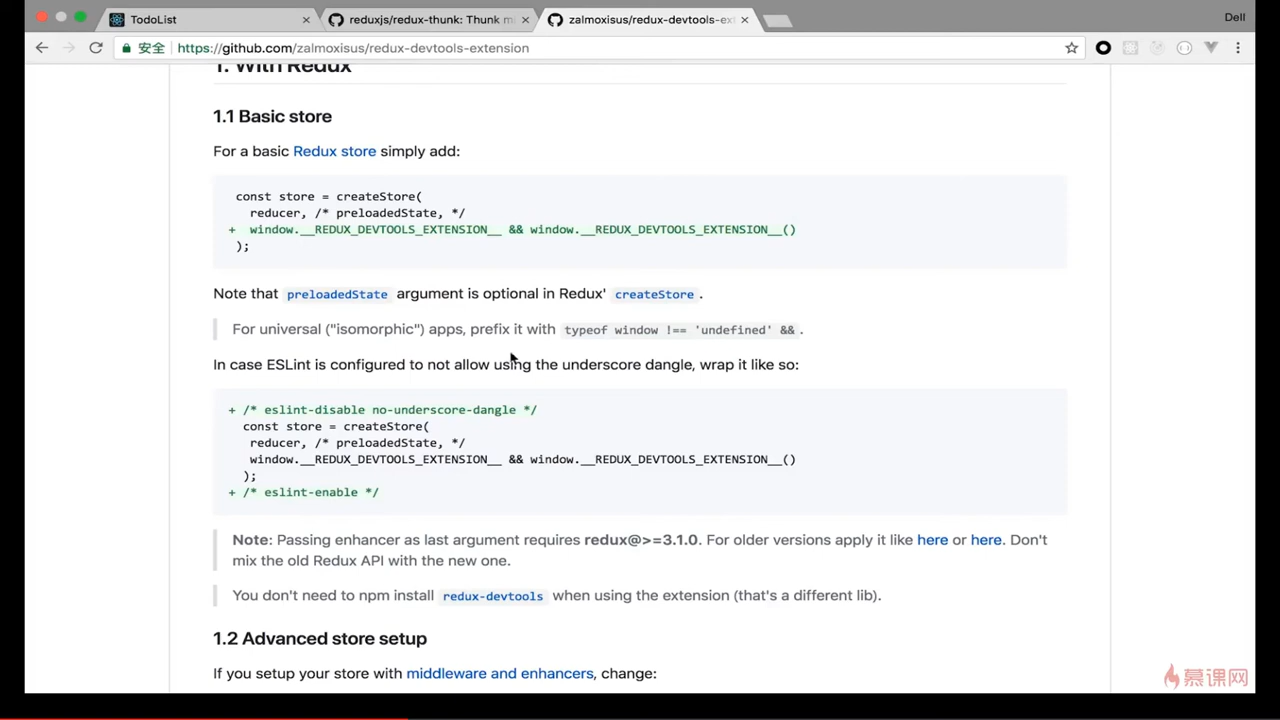 TodoList
reduxjs/redux-thunk: Thunk mi
zalmoxisus/redux-devtools-ext
Dell
安全 https://github.com/zalmoxisus/redux-devtools-extension
1. With Redux
1.1 Basic store
For a basic Redux store simply add:
const store = createStore(
reducer, /* preloadedState, */
+ window.__REDUX_DEVTOOLS_EXTENSION__ && window.__REDUX_DEVTOOLS_EXTENSION__()
);
Note that preloadedState argument is optional in Redux' createStore.
For universal ("isomorphic") apps, prefix it with typeof window !== 'undefined' &&.
In case ESLint is configured to not allow using the underscore dangle, wrap it like so:
+ /* eslint-disable no-underscore-dangle */
const store = createStore(
reducer, /* preloadedState, */
window.__REDUX_DEVTOOLS_EXTENSION__ && window.__REDUX_DEVTOOLS_EXTENSION__()
);
+ /* eslint-enable */
Note: Passing enhancer as last argument requires redux@>=3.1.0. For older versions apply it like here or here. Don't
mix the old Redux API with the new one.
You don't need to npm install redux-devtools when using the extension (that's a different lib).
1.2 Advanced store setup
If you setup your store with middleware and enhancers, change:
慕课网